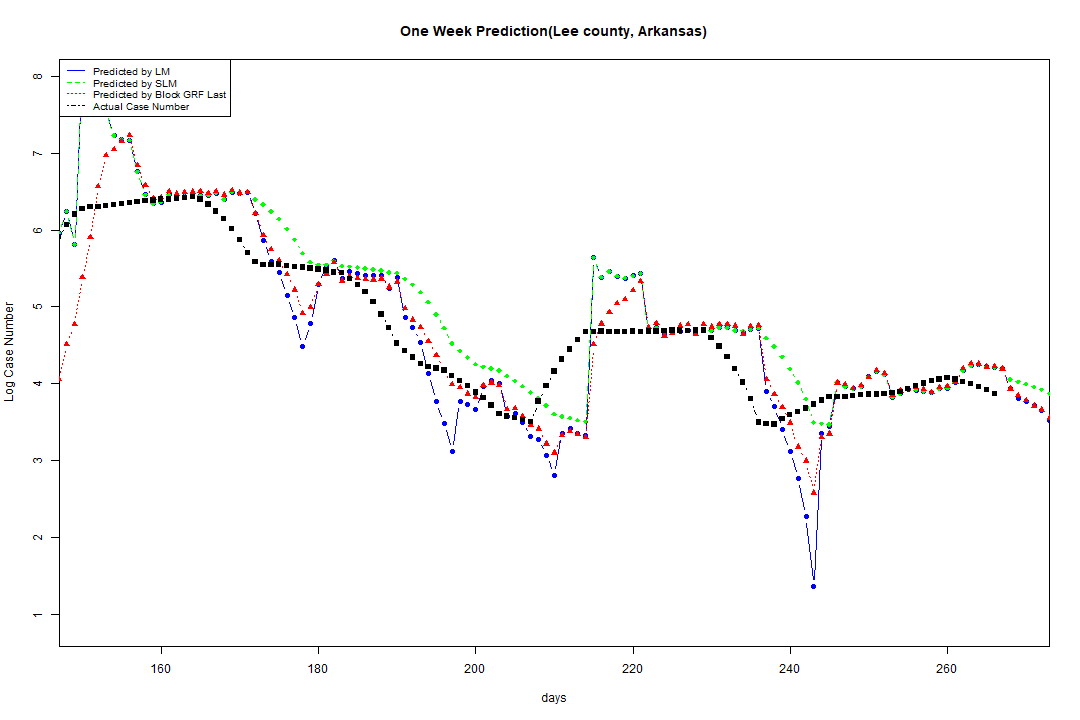 One Week Prediction(Lee county, Arkansas)
Predicted by LM
Predicted by SLM
Predicted by Block GRF Last
Actual Case Number
8
7
6
5
4
3
2
1
Log Case Number
160 180 200 220 240 260
days